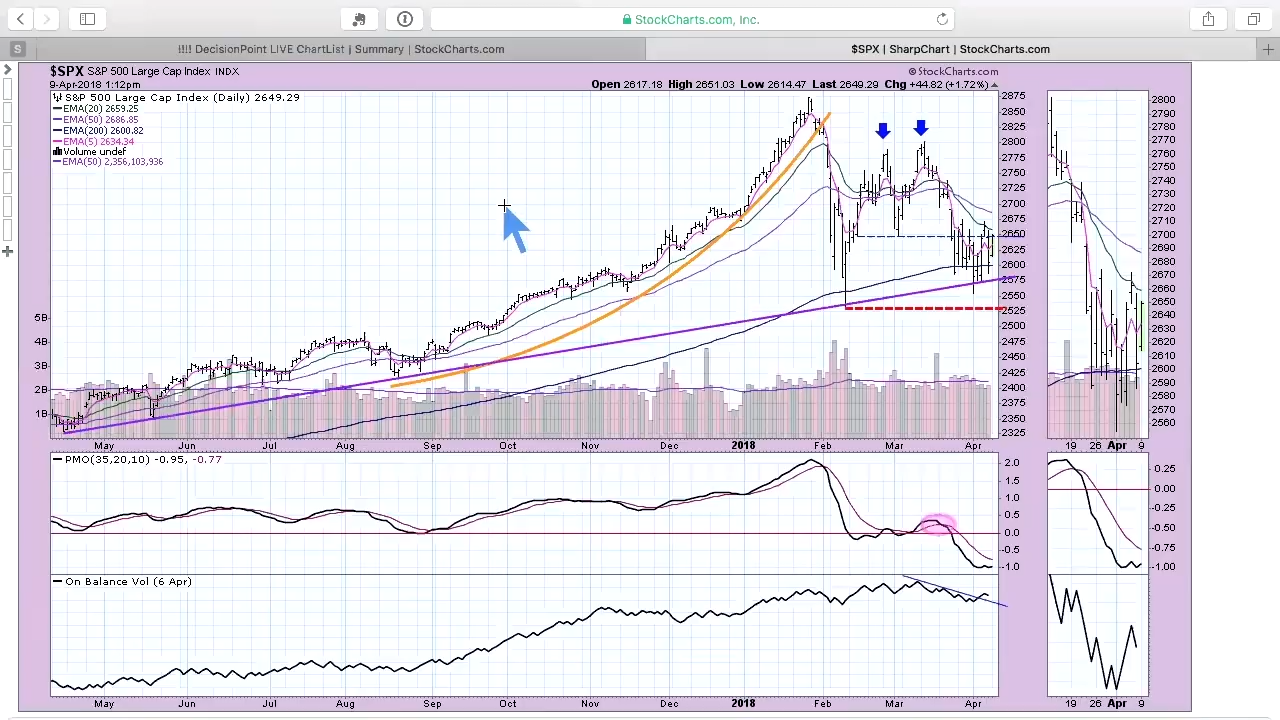 StockCharts.com, Inc.
S
!!!! DecisionPoint LIVE ChartList | Summary | StockCharts.com
$SPX | SharpChart | StockCharts.com
$SPX S&P 500 Large Cap Index INDX
© StockCharts.com
9-Apr-2018 1:12pm
Open 2617.18 High 2651.03 Low 2614.47 Last 2649.29 Chg +44.82 (+1.72%)
S&P 500 Large Cap Index (Daily) 2649.29
EMA(20) 2659.25
EMA(50) 2686.85
EMA(200) 2600.82
EMA(5) 2634.34
Volume undef
EMA(50) 2,356,103,936
2875
2850
2825
2800
2775
2750
2725
2700
2675
2650
2625
2600
2575
2550
2525
2500
2475
2450
2425
2400
2375
2350
2325
5B
4B
3B
2B
1B
May Jun Jul Aug Sep Oct Nov Dec 2018 Feb Mar Apr
2800
2790
2780
2770
2760
2750
2740
2730
2720
2710
2700
2690
2680
2670
2660
2650
2640
2630
2620
2610
2600
2590
2580
2570
2560
19 26 Apr 9
PMO(35,20,10) -0.95, -0.77
2.0
1.5
1.0
0.5
0.0
-0.5
-1.0
0.25
0.00
-0.25
-0.50
-0.75
-1.00
On Balance Vol (6 Apr)
May Jun Jul Aug Sep Oct Nov Dec 2018 Feb Mar Apr
19 26 Apr 9